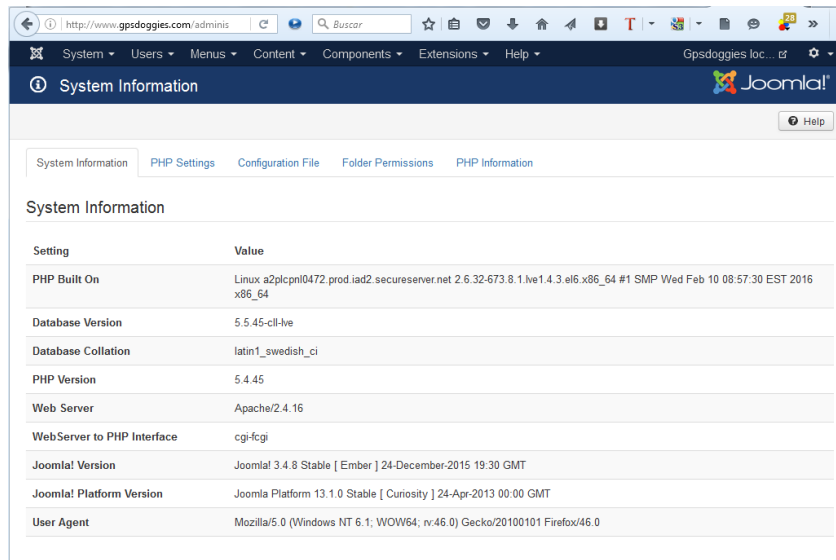 http://www.gpsdoggies.com/adminis
Buscar
28
System Users Menus Content Components Extensions Help Gpsdoggies loc...
System Information
Joomla!
Help
System Information PHP Settings Configuration File Folder Permissions PHP Information
System Information
Setting Value
PHP Built On Linux a2plcpnl0472.prod.iad2.secureserver.net 2.6.32-673.8.1.lve1.4.3.el6.x86_64 #1 SMP Wed Feb 10 08:57:30 EST 2016
x86_64
Database Version 5.5.45-cll-lve
Database Collation latin1_swedish_ci
PHP Version 5.4.45
Web Server Apache/2.4.16
WebServer to PHP Interface cgi-fcgi
Joomla! Version Joomla! 3.4.8 Stable [ Ember ] 24-December-2015 19:30 GMT
Joomla! Platform Version Joomla Platform 13.1.0 Stable [ Curiosity ] 24-Apr-2013 00:00 GMT
User Agent Mozilla/5.0 (Windows NT 6.1; WOW64; rv:46.0) Gecko/20100101 Firefox/46.0